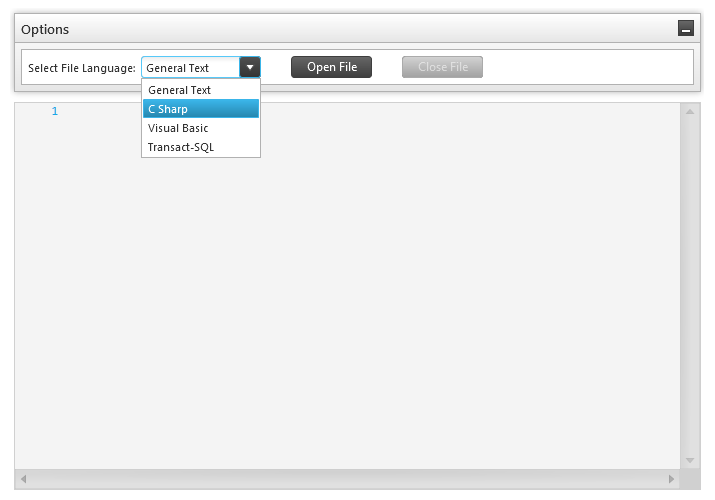 Options
Select File Language: General Text Open File Close File
General Text
C Sharp
Visual Basic
Transact-SQL
1